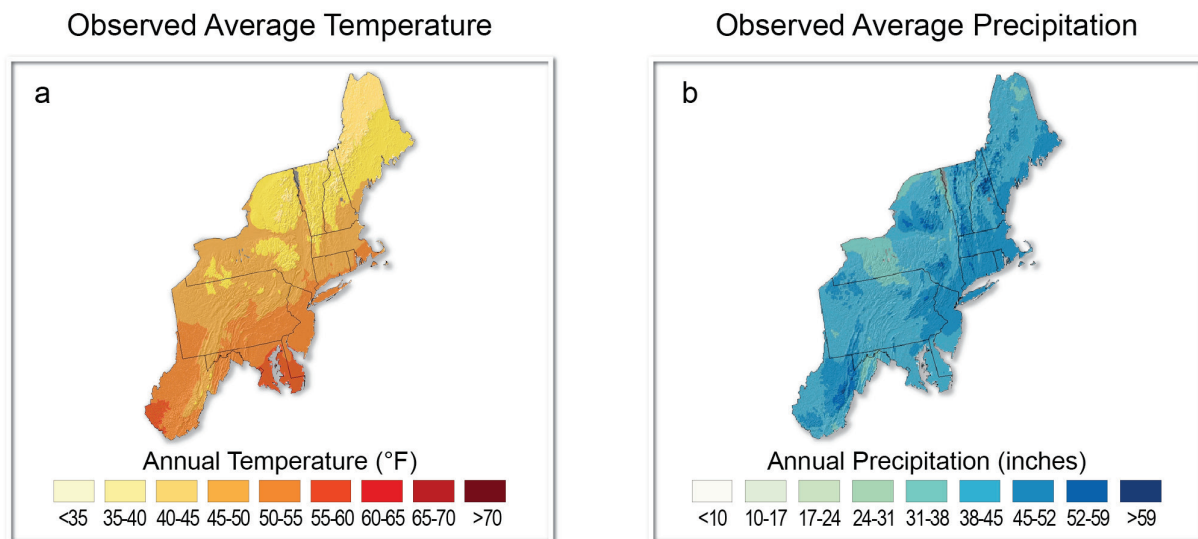 Observed Average Temperature
a
Annual Temperature (°F)
<35 35-40 40-45 45-50 50-55 55-60 60-65 65-70 >70
Observed Average Precipitation
b
Annual Precipitation (inches)
<10 10-17 17-24 24-31 31-38 38-45 45-52 52-59 >59